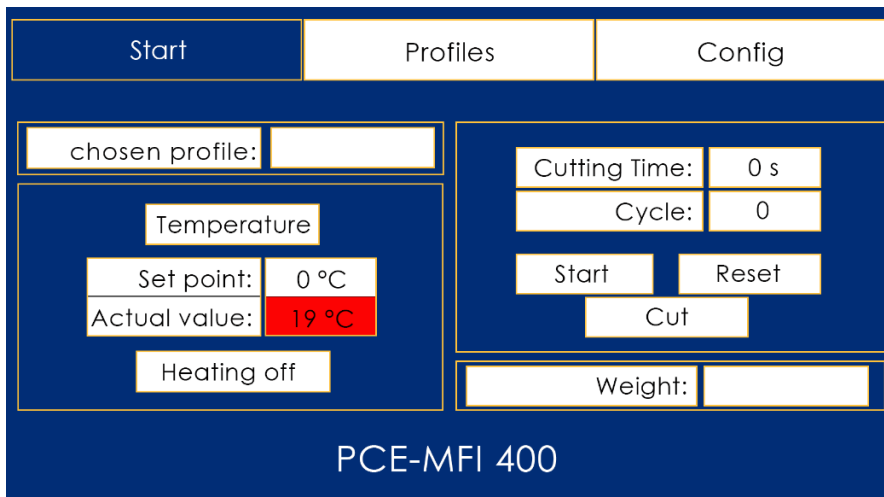 Start Profiles Config
chosen profile:
Temperature
Set point: 0 °C
Actual value: 19 °C
Heating off
Cutting Time: 0 s
Cycle: 0
Start Reset
Cut
Weight:
PCE-MFI 400